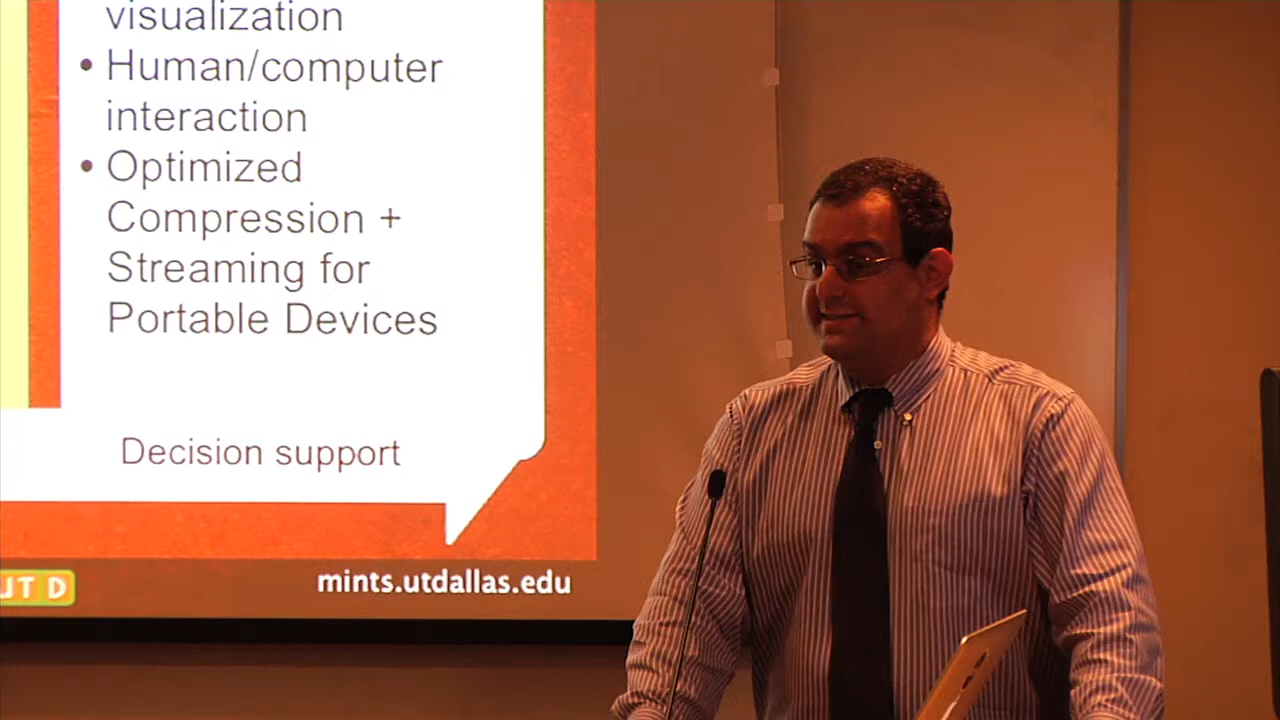 visualization
• Human/computer
interaction
• Optimized
Compression +
Streaming for
Portable Devices
Decision support
UT D
mints.utdallas.edu